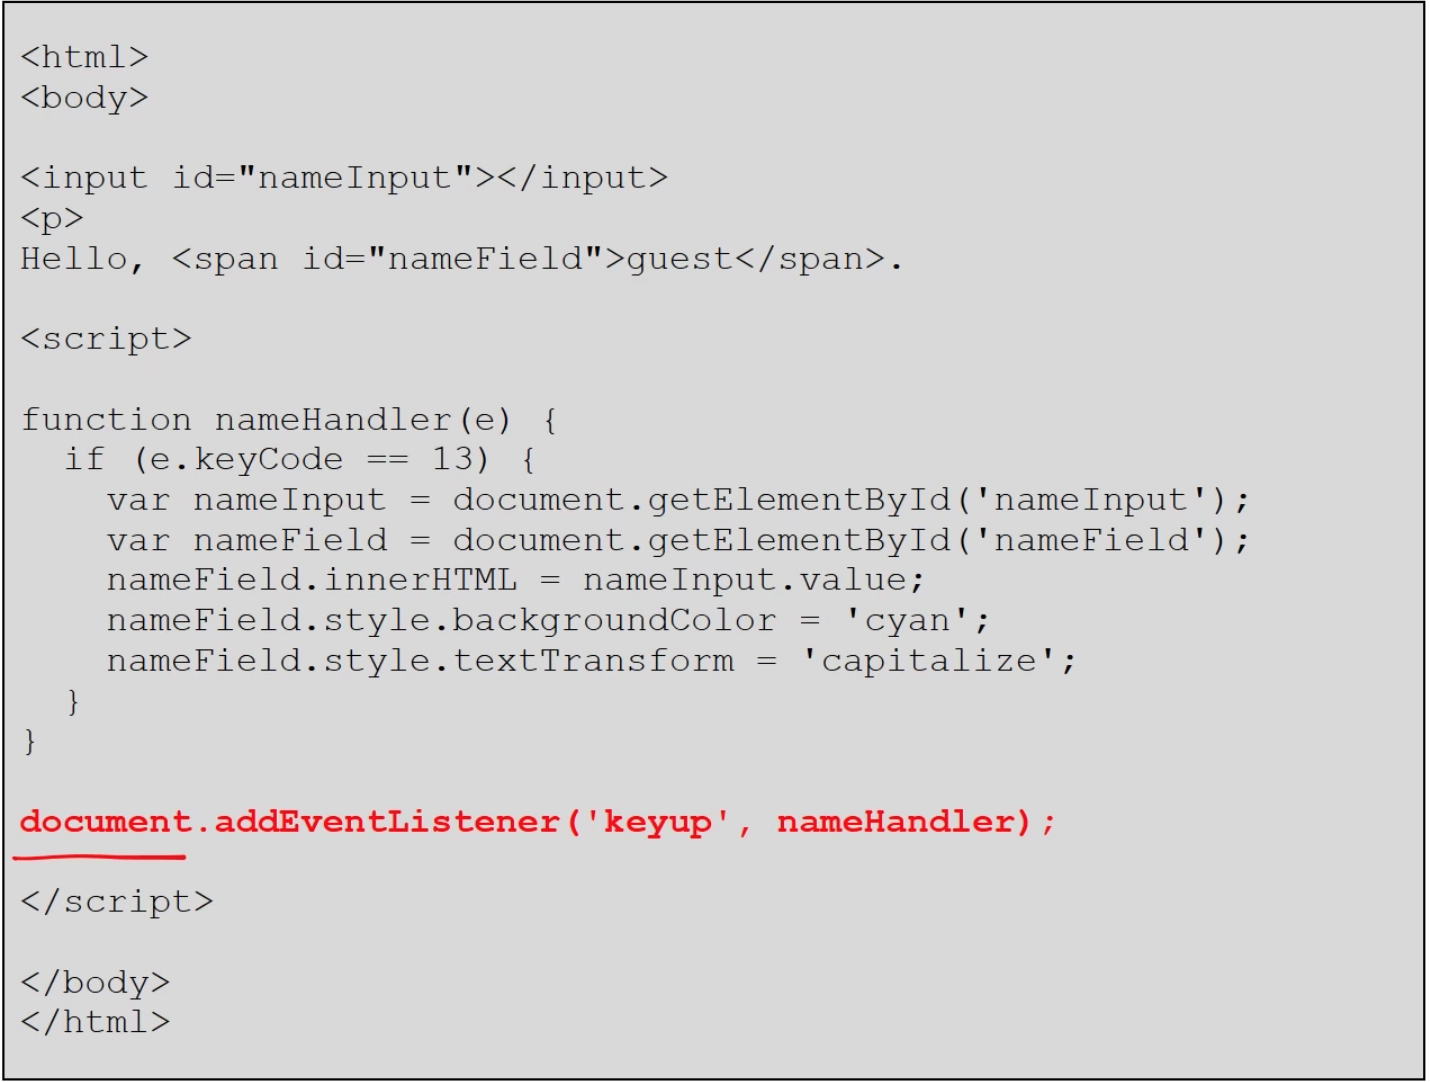 <html>
<body>
<input id="nameInput"></input>
<p>
Hello, <span id="nameField">guest</span>.
<script>
function nameHandler(e) {
  if (e.keyCode == 13) {
    var nameInput = document.getElementById('nameInput');
    var nameField = document.getElementById('nameField');
    nameField.innerHTML = nameInput.value;
    nameField.style.backgroundColor = 'cyan';
    nameField.style.textTransform = 'capitalize';
  }
}
document.addEventListener('keyup', nameHandler);
</script>
</body>
</html>